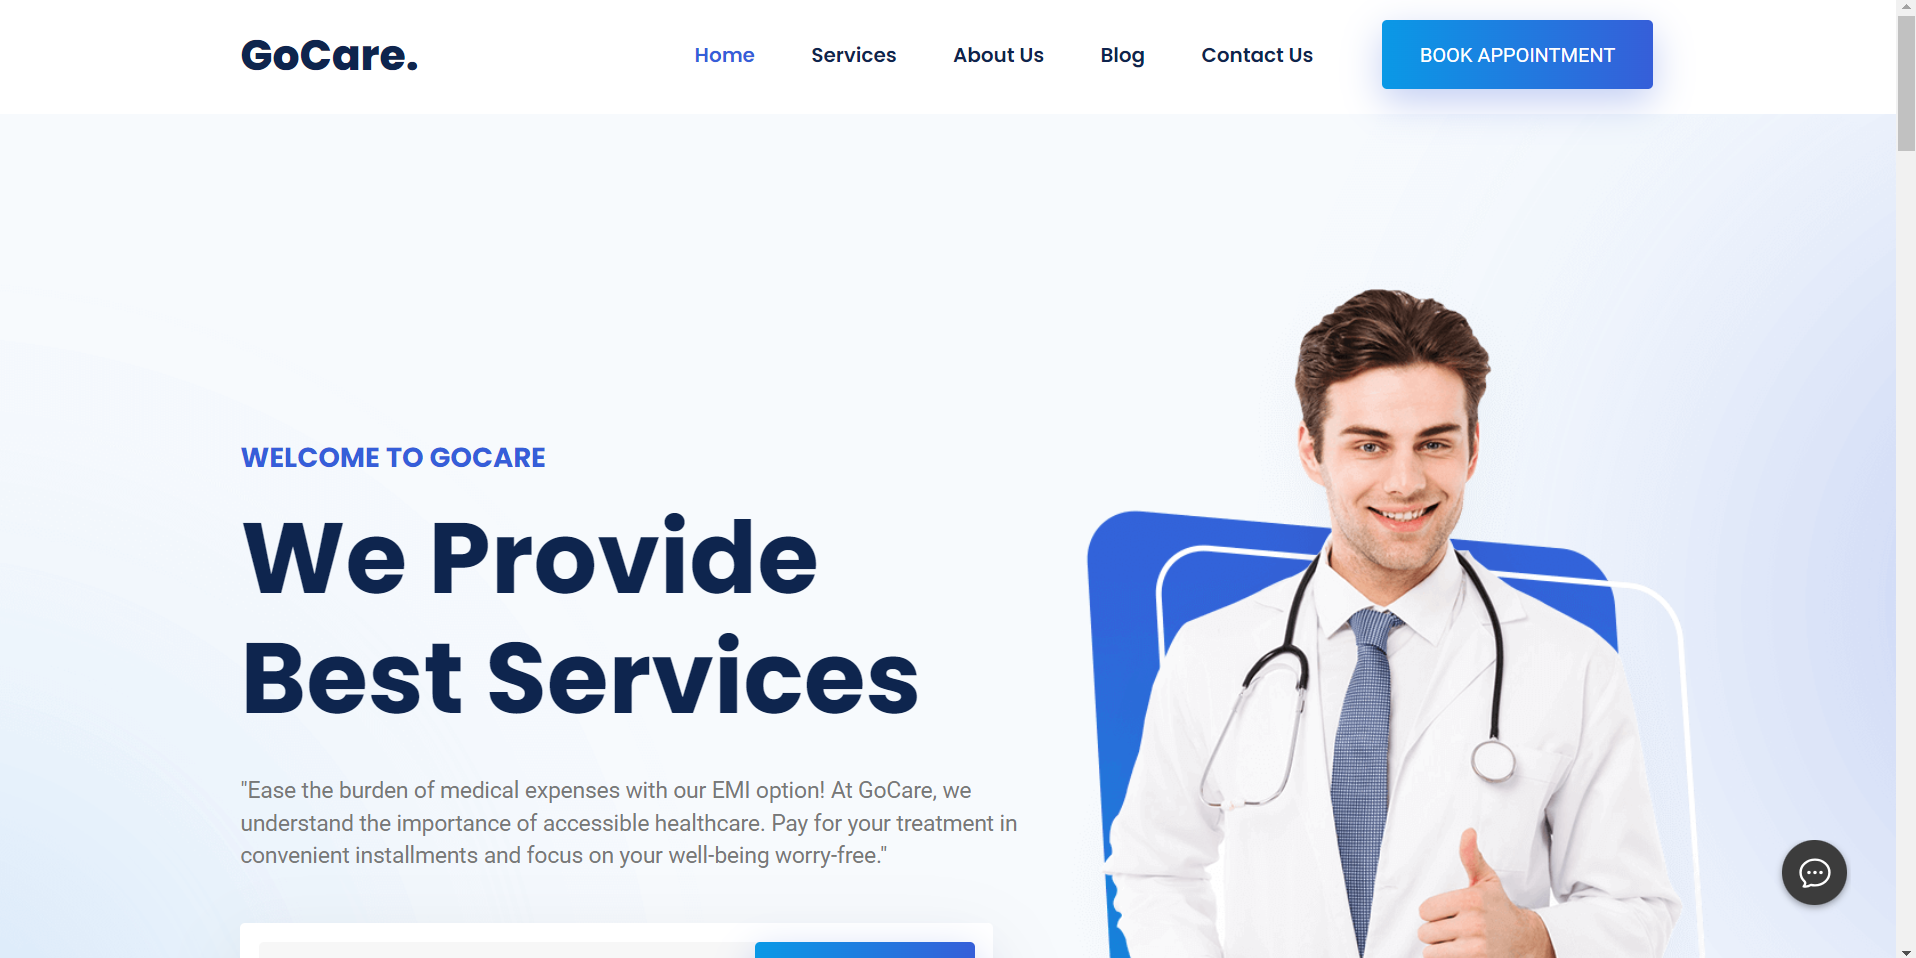 GoCare.
Home
Services
About Us
Blog
Contact Us
BOOK APPOINTMENT
WELCOME TO GOCARE
We Provide
Best Services
"Ease the burden of medical expenses with our EMI option! At GoCare, we
understand the importance of accessible healthcare. Pay for your treatment in
convenient installments and focus on your well-being worry-free."